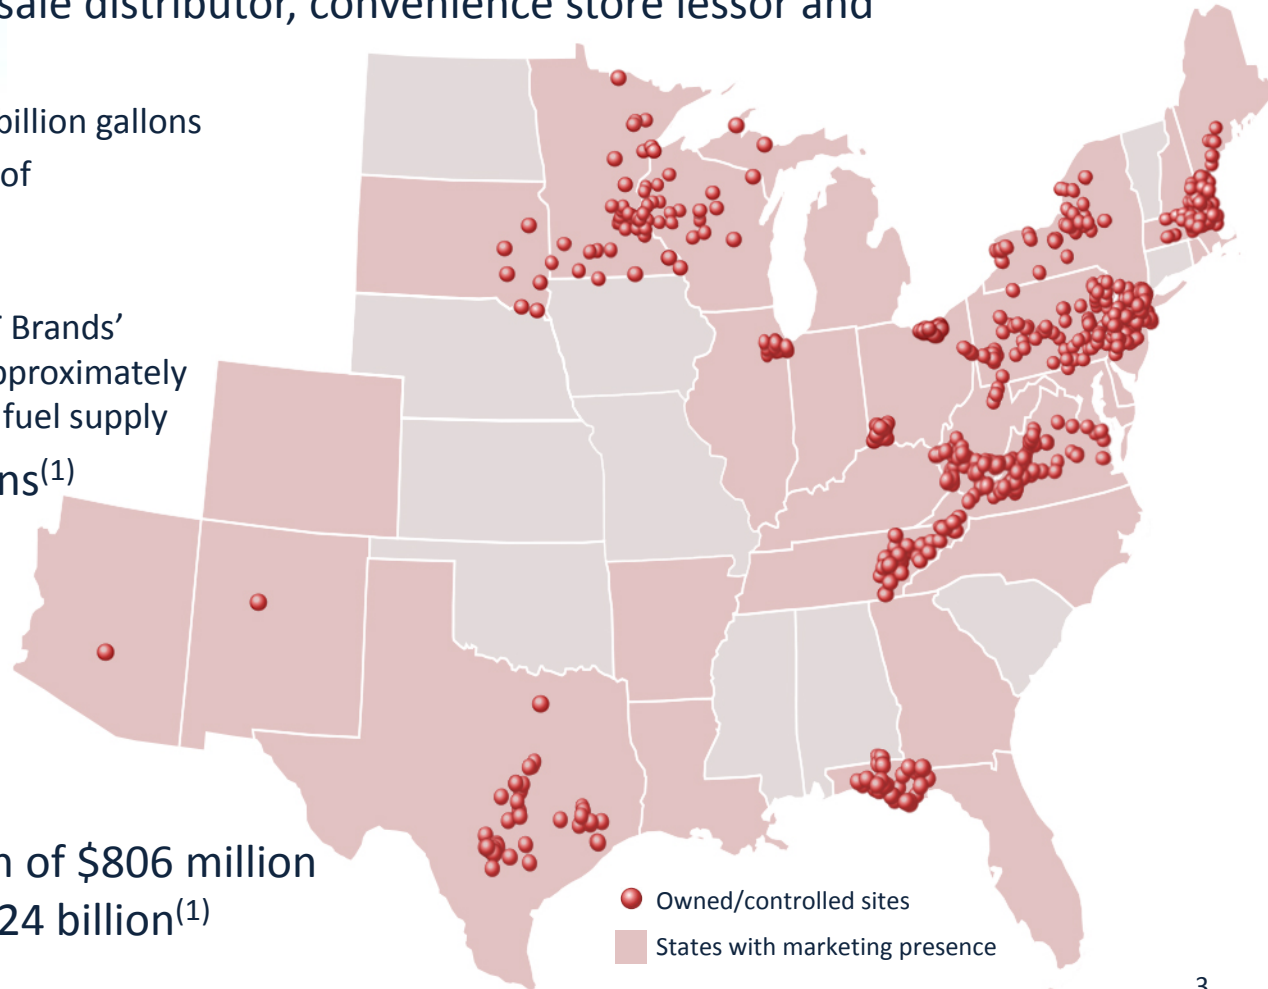 sale distributor, convenience store lessor and
billion gallons
of
Brands’
pproximately
fuel supply
ns(1)
n of $806 million
24 billion(1)
Owned/controlled sites
States with marketing presence
3